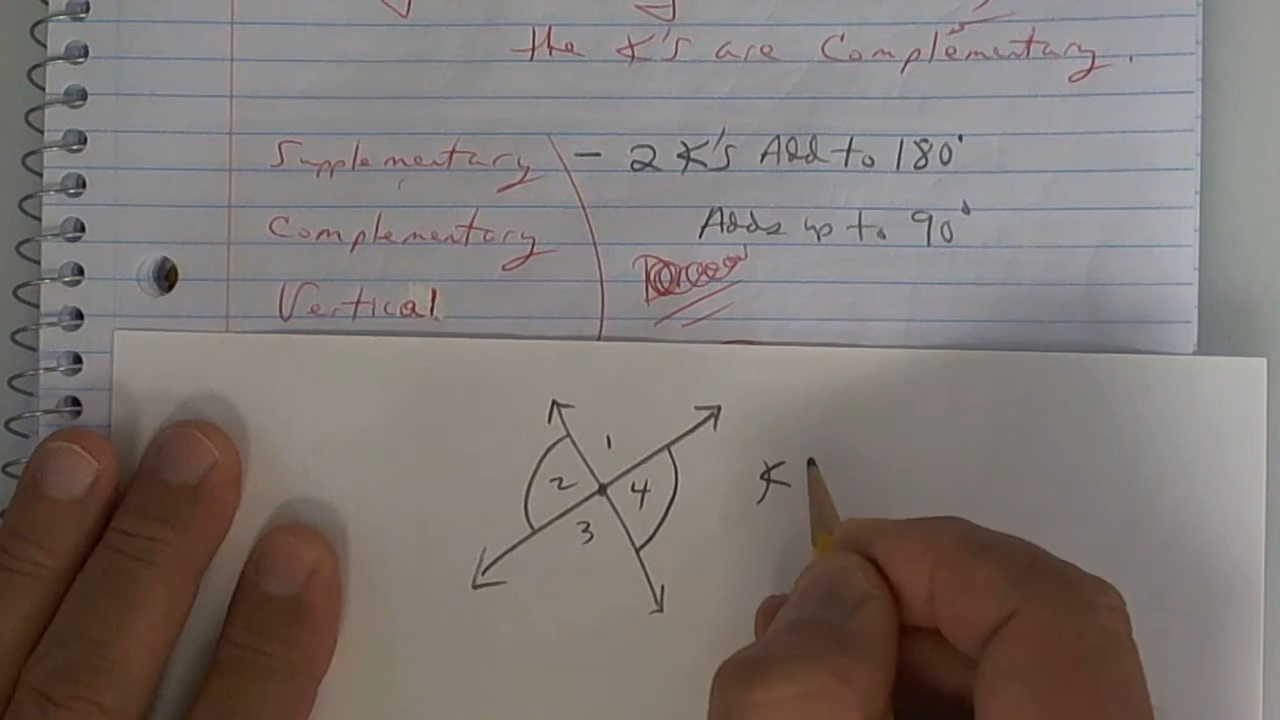 the ∠'s are Complementary.
Supplementary - 2 ∠'s Add to 180°
Complementary Adds up to 90°
Vertical
1
2 4
3
∠